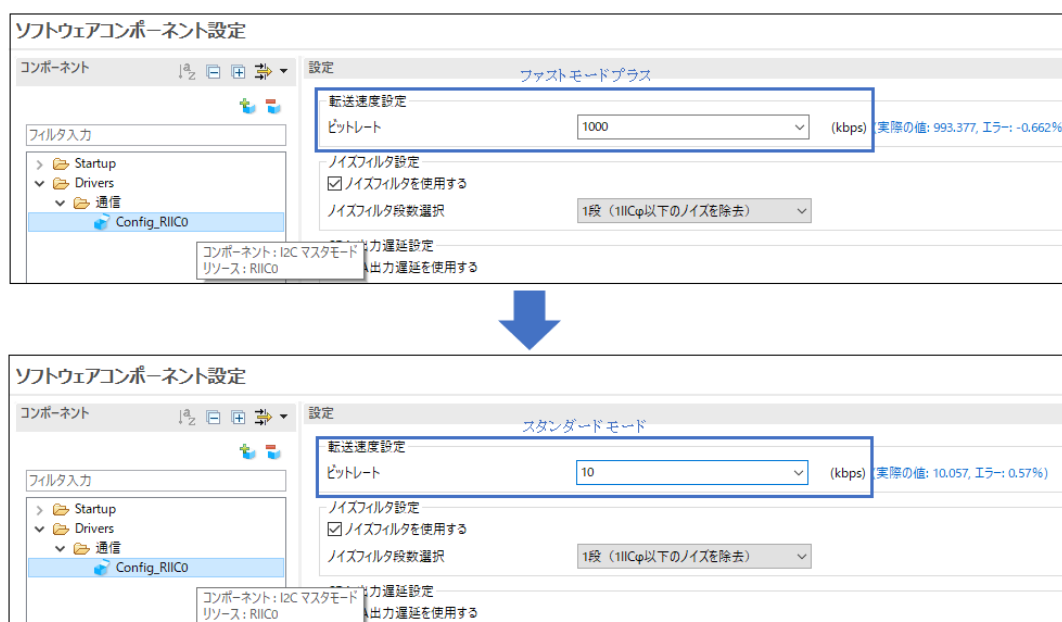 ソフトウェアコンポーネント設定
コンポーネント
設定
ファストモードプラス
転送速度設定
ビットレート
1000
(kbps)
(実際の値: 993.377, エラー: -0.662%
フィルタ入力
Startup
Drivers
通信
Config_RIIC0
ノイズフィルタ設定
ノイズフィルタを使用する
ノイズフィルタ段数選択
1段（1IICφ以下のノイズを除去）
出力遅延設定
A出力遅延を使用する
コンポーネント : I2C マスタモード
リソース : RIIC0
ソフトウェアコンポーネント設定
コンポーネント
設定
スタンダードモード
転送速度設定
ビットレート
10
(kbps)
(実際の値: 10.057, エラー: 0.57%)
フィルタ入力
Startup
Drivers
通信
Config_RIIC0
ノイズフィルタ設定
ノイズフィルタを使用する
ノイズフィルタ段数選択
1段（1IICφ以下のノイズを除去）
出力遅延設定
A出力遅延を使用する
コンポーネント : I2C マスタモード
リソース : RIIC0